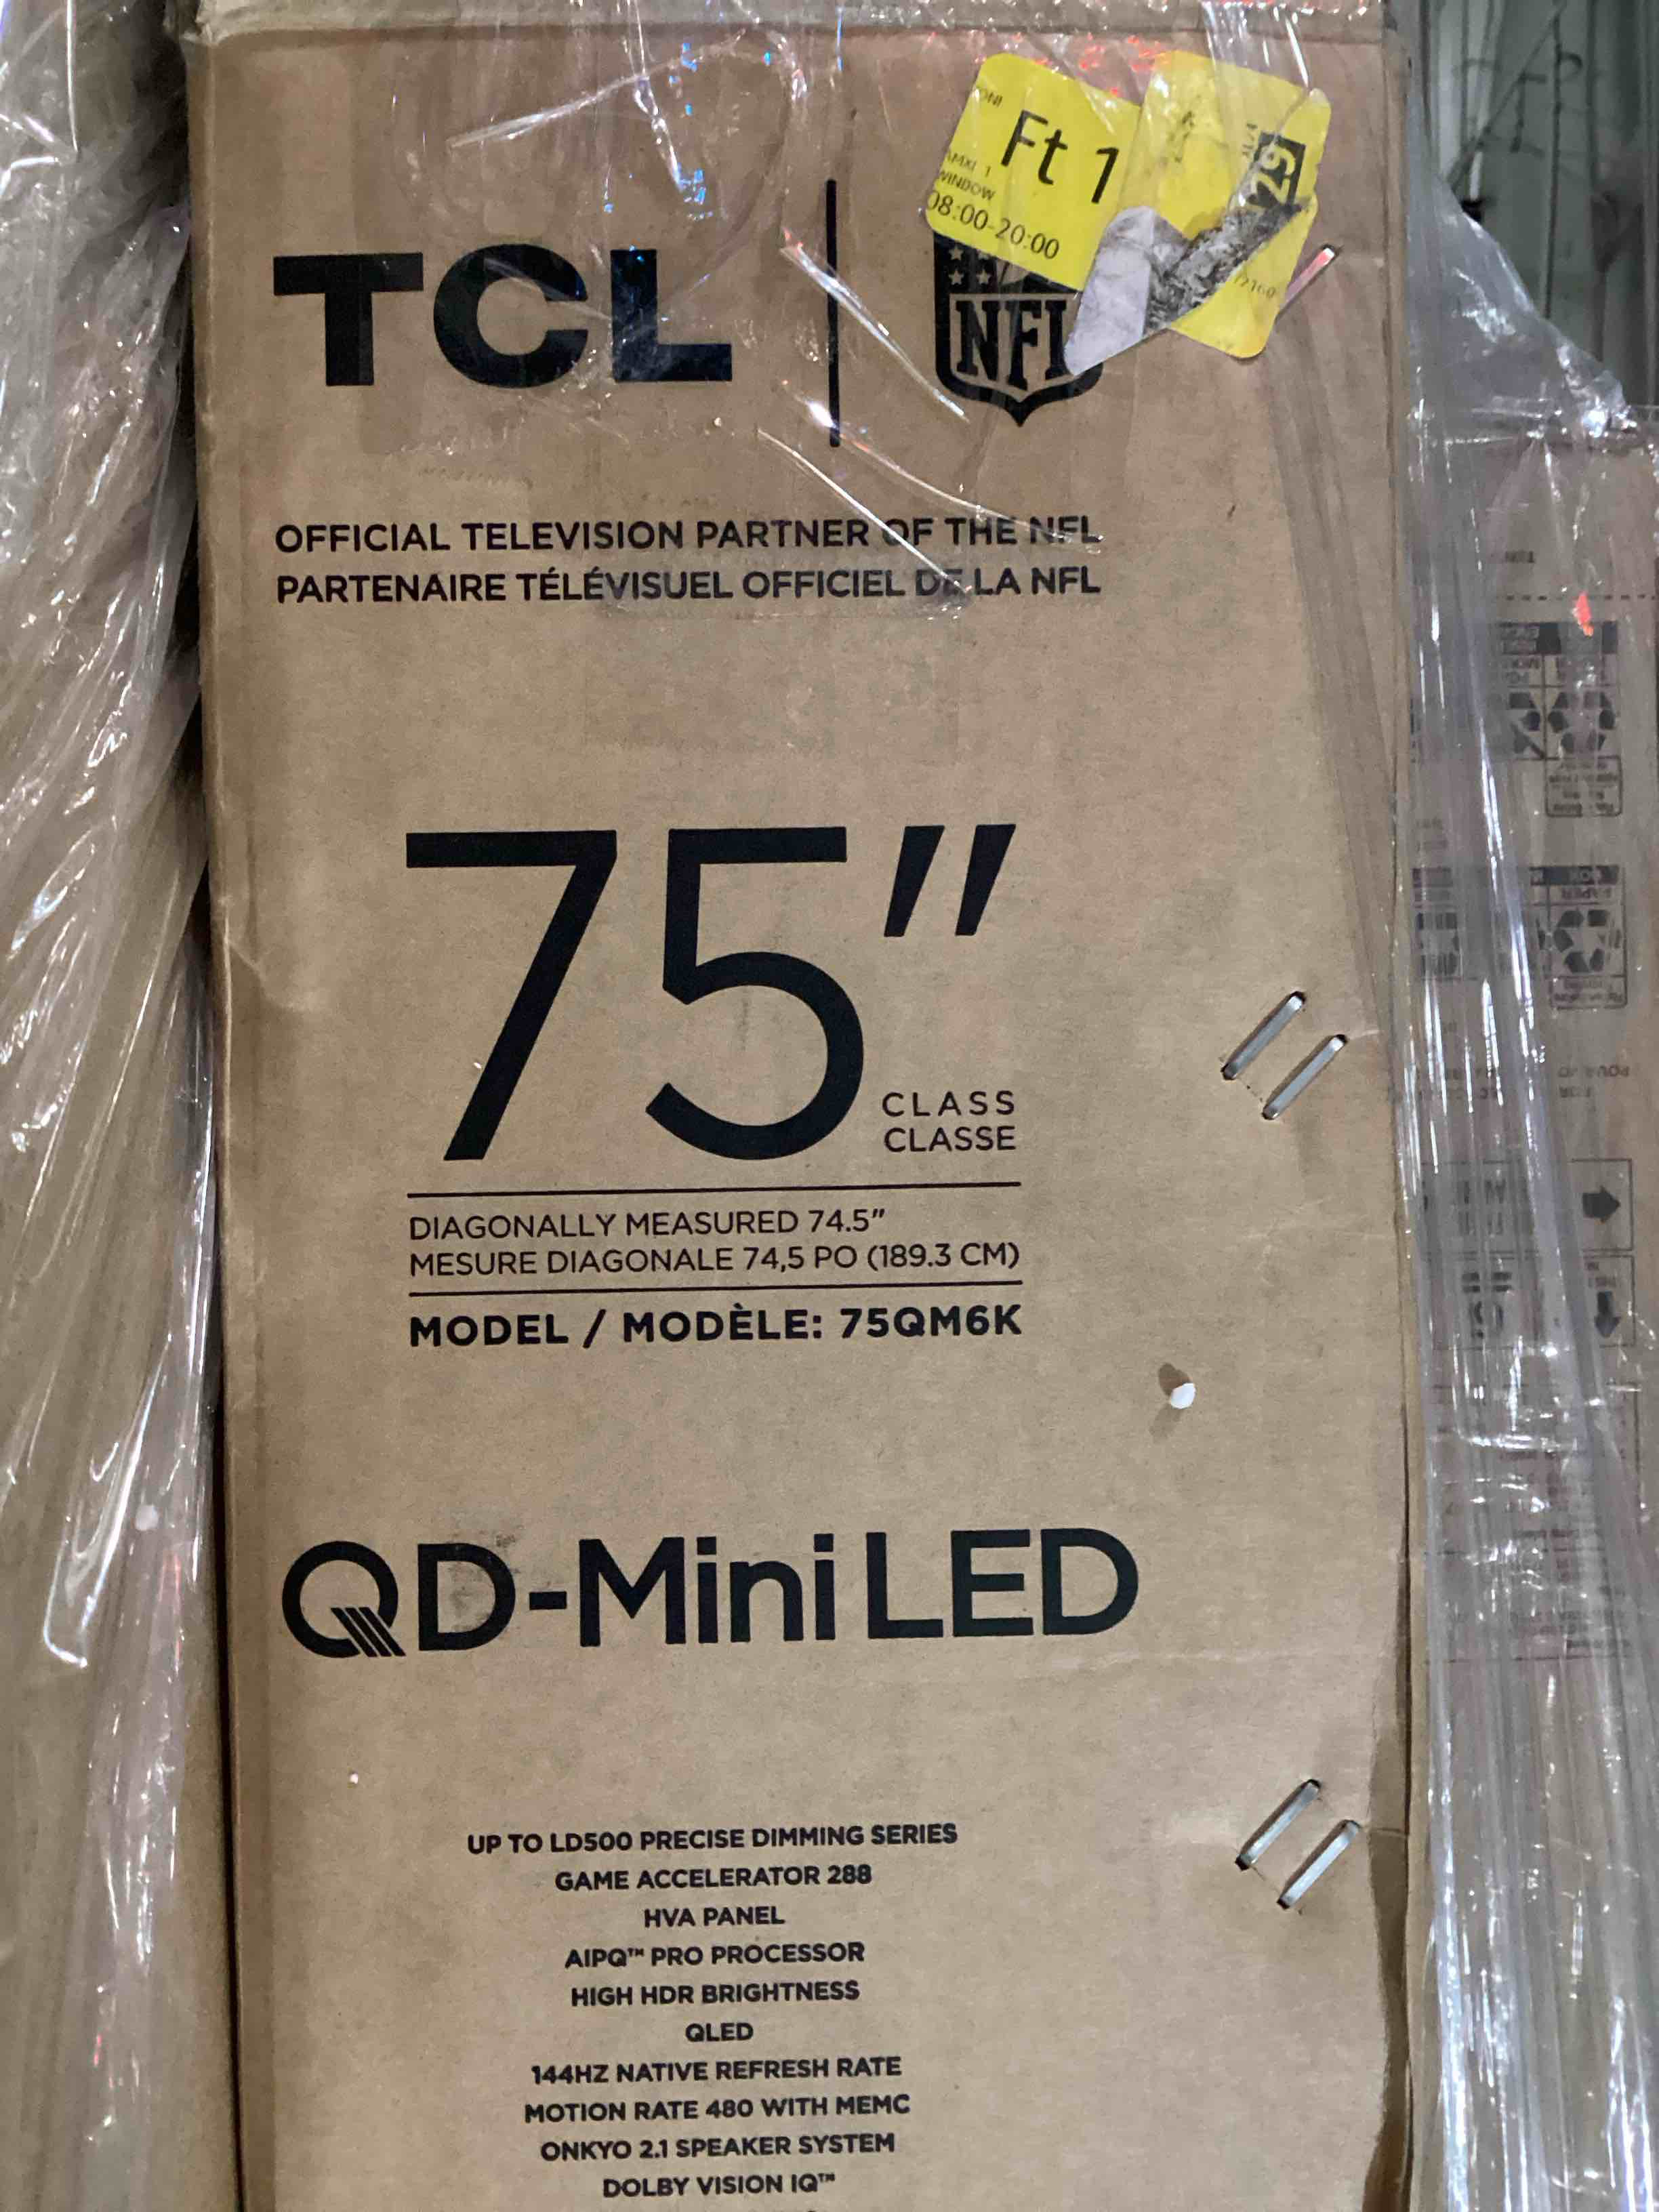 Ft 1
WINDOW
08:00-20:00
29
TCL
NFL
OFFICIAL TELEVISION PARTNER OF THE NFL
PARTENAIRE TÉLÉVISUEL OFFICIEL DE LA NFL
75"
CLASS
CLASSE
DIAGONALLY MEASURED 74.5"
MESURE DIAGONALE 74,5 PO (189.3 CM)
MODEL / MODÈLE: 75QM6K
QD-Mini LED
UP TO LD500 PRECISE DIMMING SERIES
GAME ACCELERATOR 288
HVA PANEL
AIPQ™ PRO PROCESSOR
HIGH HDR BRIGHTNESS
QLED
144HZ NATIVE REFRESH RATE
MOTION RATE 480 WITH MEMC
ONKYO 2.1 SPEAKER SYSTEM
DOLBY VISION IQ™